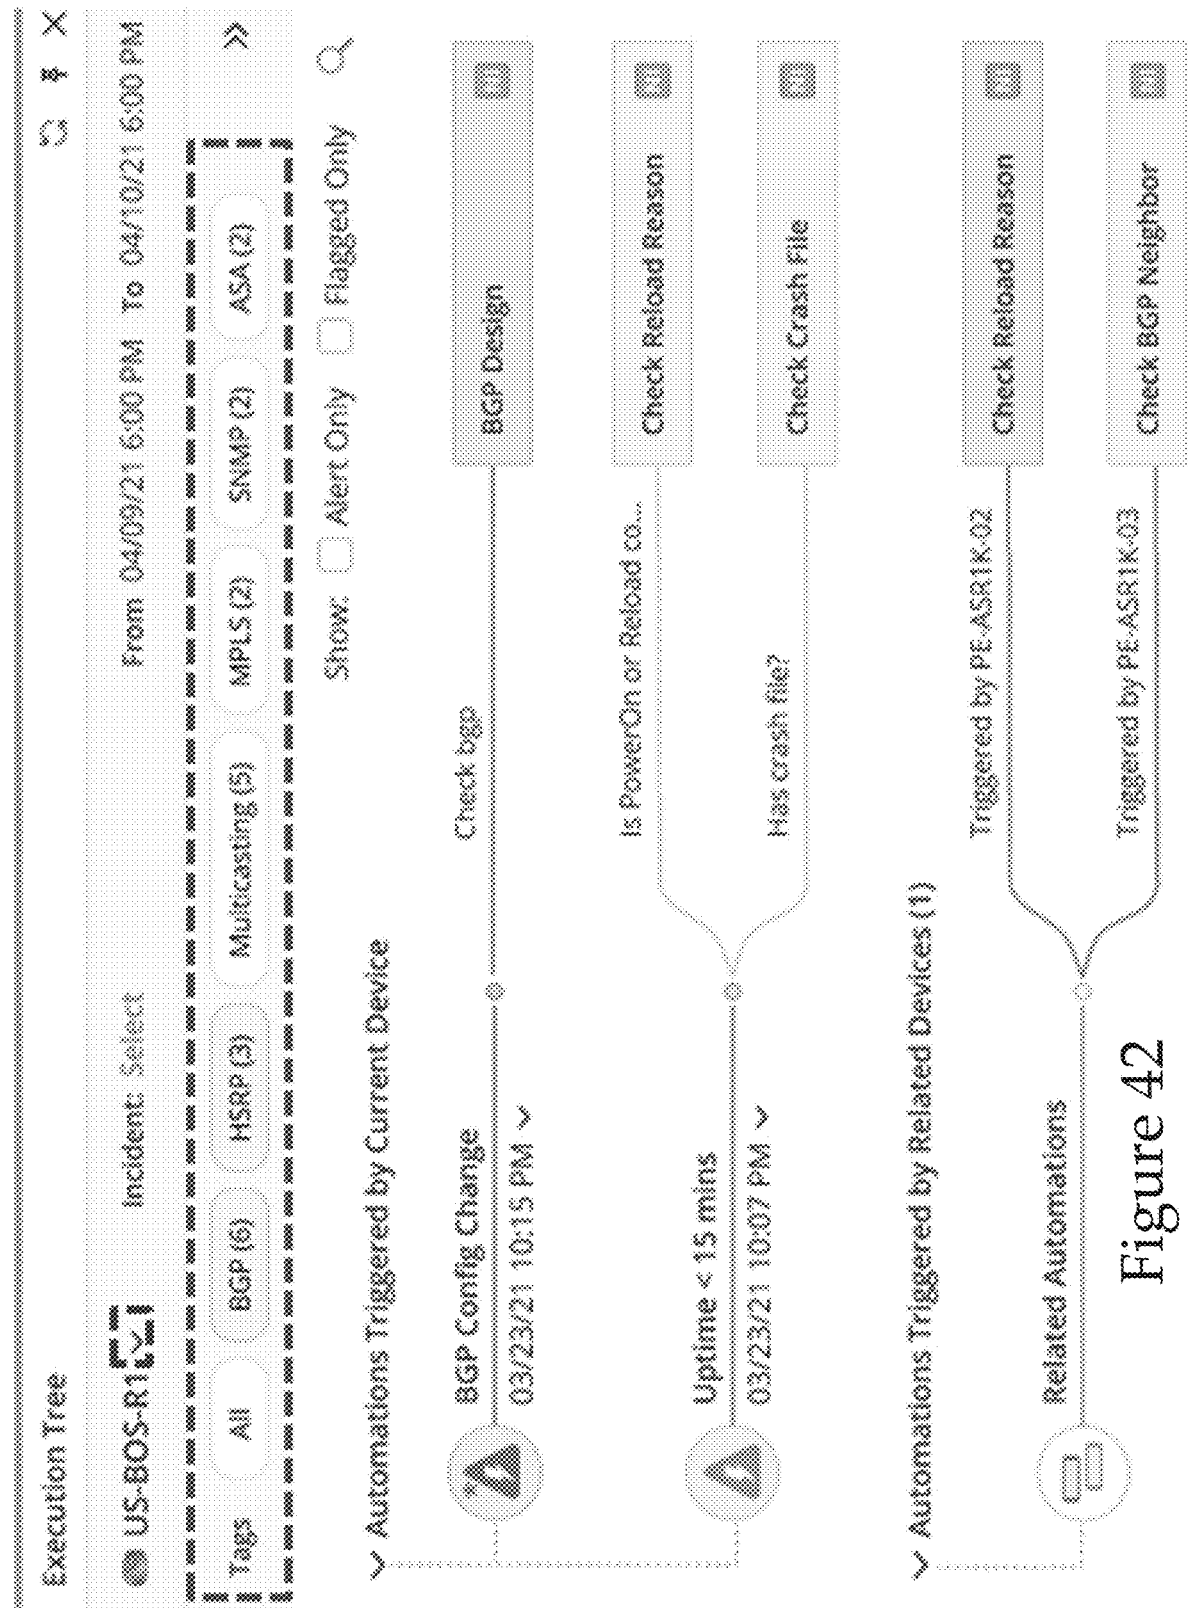 Execution Tree
US-BOS-R1 Incident: Select From 04/09/21 6:00 PM To 04/10/21 6:00 PM
Tags All BGP (6) HSRP (3) Multicasting (5) MPLS (2) SNMP (2) ASA (2) »
Show: Alert Only Flagged Only
Automations Triggered by Current Device
BGP Config Change Check bgp BGP Design
03/23/21 10:15 PM
Is PowerOn or Reload co... Check Reload Reason
Uptime < 15 mins
03/23/21 10:07 PM
Has crash file? Check Crash File
Automations Triggered by Related Devices (1)
Triggered by PE-ASR1K-02 Check Reload Reason
Related Automations
Triggered by PE-ASR1K-03 Check BGP Neighbor
Figure 42